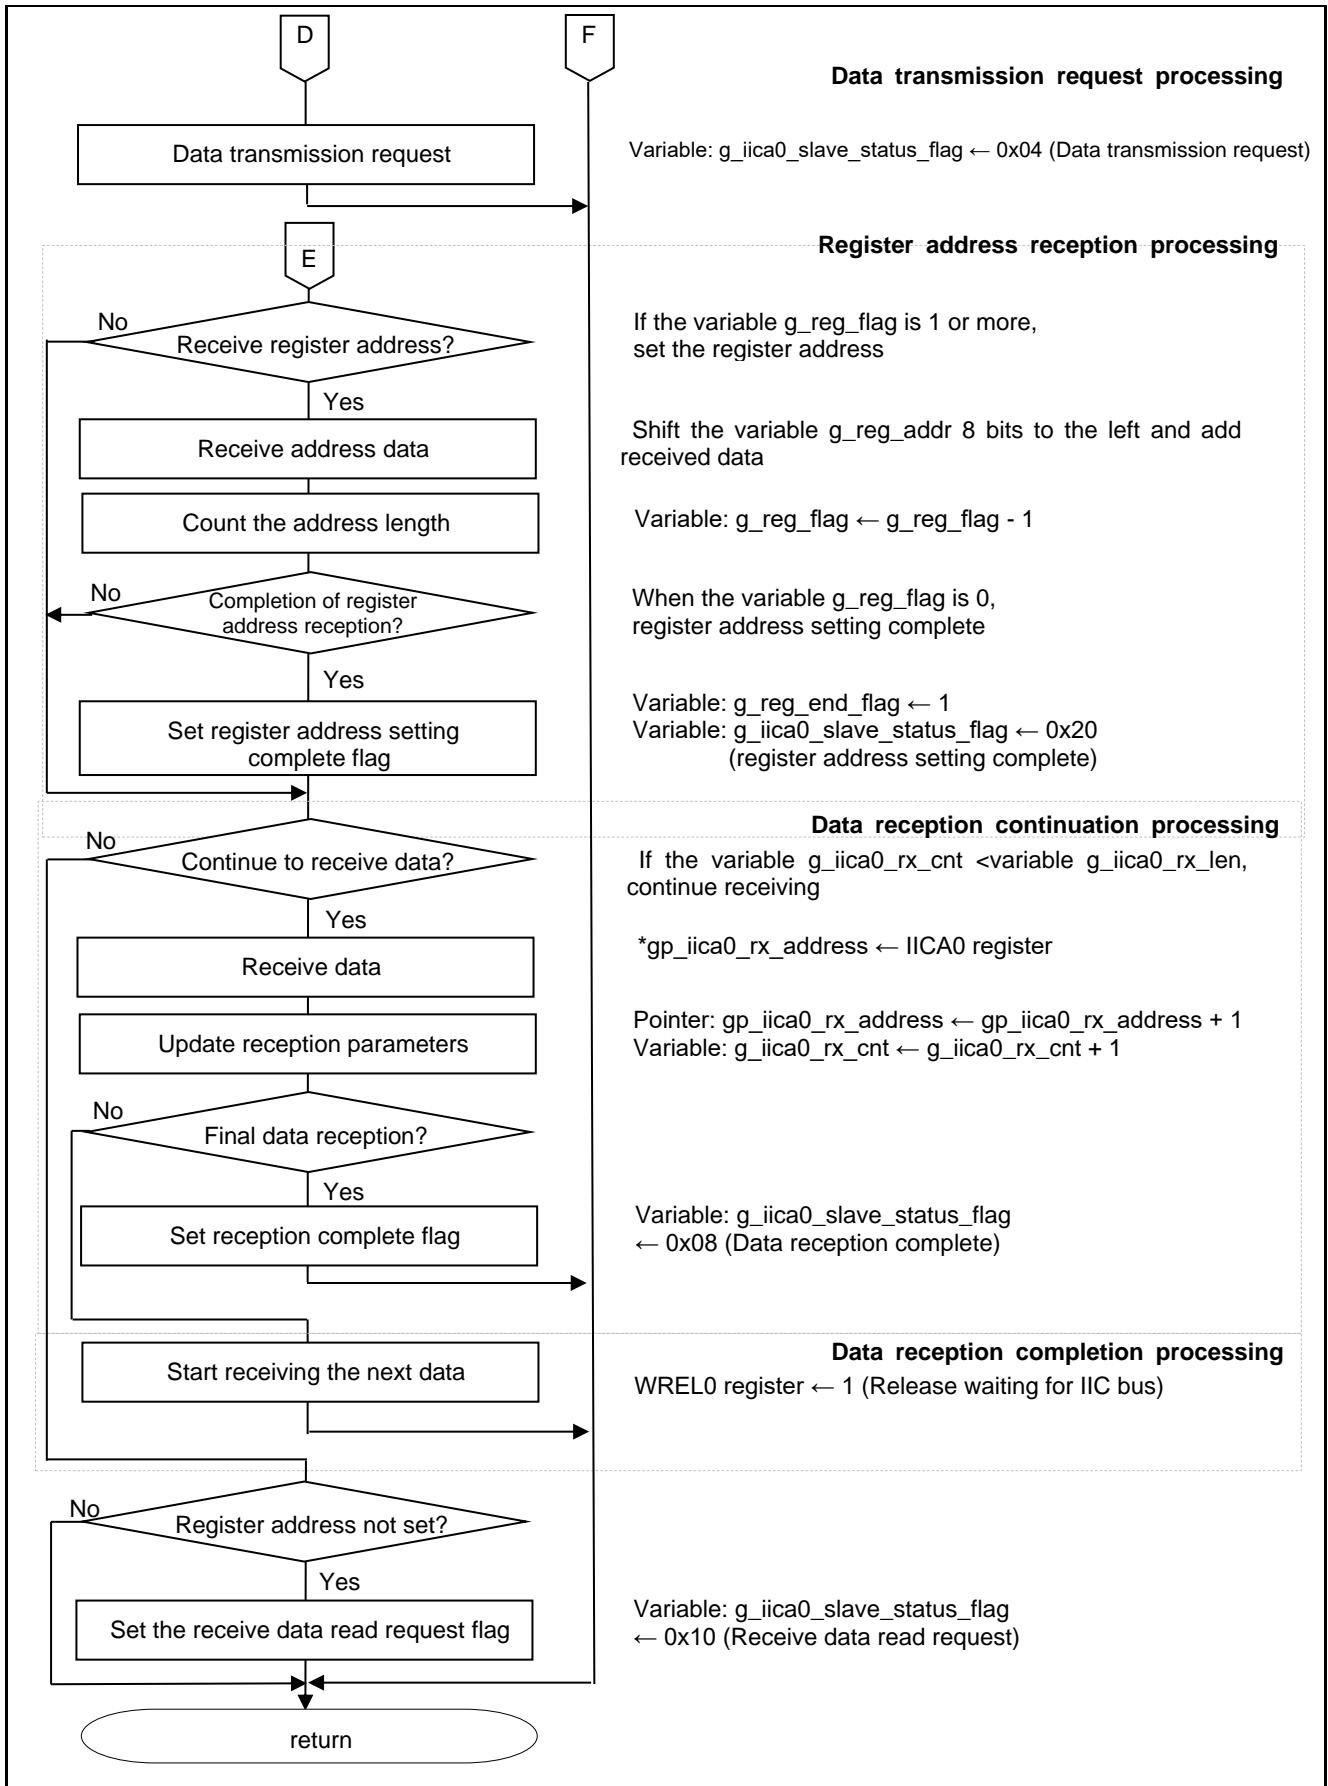 D
F
Data transmission request processing
Data transmission request
Variable: g_iica0_slave_status_flag ← 0x04 (Data transmission request)
Register address reception processing
E
No
Receive register address?
If the variable g_reg_flag is 1 or more,
set the register address
Yes
Receive address data
Shift the variable g_reg_addr 8 bits to the left and add
received data
Count the address length
Variable: g_reg_flag ← g_reg_flag - 1
No
Completion of register
address reception?
When the variable g_reg_flag is 0,
register address setting complete
Yes
Set register address setting
complete flag
Variable: g_reg_end_flag ← 1
Variable: g_iica0_slave_status_flag ← 0x20
(register address setting complete)
Data reception continuation processing
No
Continue to receive data?
If the variable g_iica0_rx_cnt <variable g_iica0_rx_len,
continue receiving
Yes
Receive data
*gp_iica0_rx_address ← IICA0 register
Update reception parameters
Pointer: gp_iica0_rx_address ← gp_iica0_rx_address + 1
Variable: g_iica0_rx_cnt ← g_iica0_rx_cnt + 1
No
Final data reception?
Yes
Set reception complete flag
Variable: g_iica0_slave_status_flag
← 0x08 (Data reception complete)
Data reception completion processing
Start receiving the next data
WREL0 register ← 1 (Release waiting for IIC bus)
No
Register address not set?
Yes
Set the receive data read request flag
Variable: g_iica0_slave_status_flag
← 0x10 (Receive data read request)
return